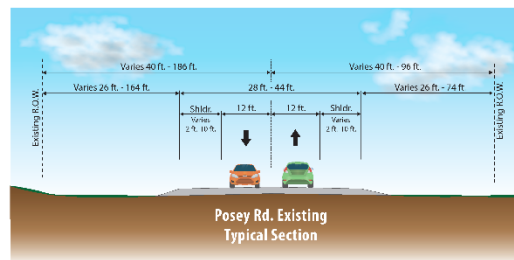 Varies 40 ft. - 186 ft.
Varies 40 ft. - 96 ft.
Varies 26 ft. - 164 ft.
28 ft. - 44 ft.
Varies 26 ft. - 74 ft
Existing R.O.W.
Shldr.
12 ft.
12 ft.
Shldr.
Existing R.O.W.
Varies
2 ft. 10 ft.
Varies
2 ft. 10 ft.
Posey Rd. Existing
Typical Section